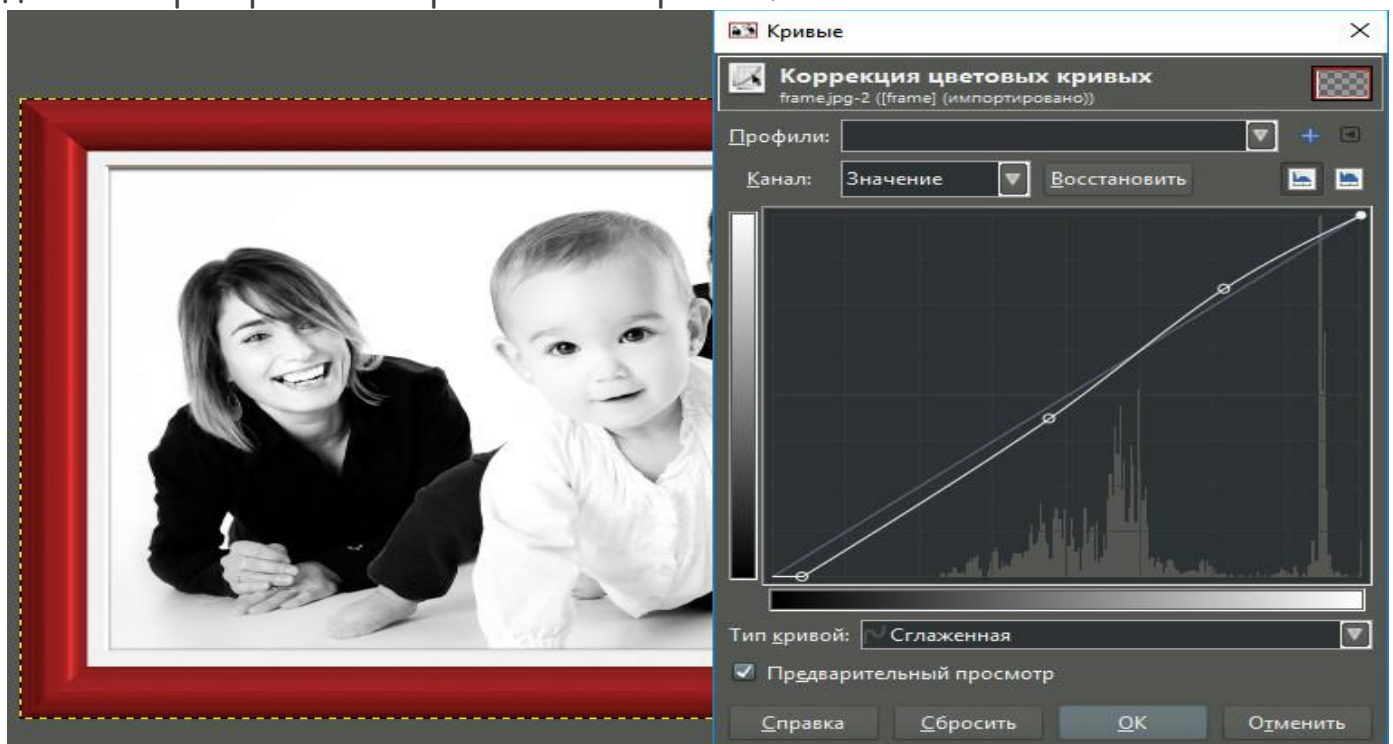 Кривые
Коррекция цветовых кривых
frame.jpg-2 ([frame] (импортировано))
Профили:
Канал: Значение Восстановить
Тип кривой: Сглаженная
Предварительный просмотр
Справка Сбросить OK Отменить